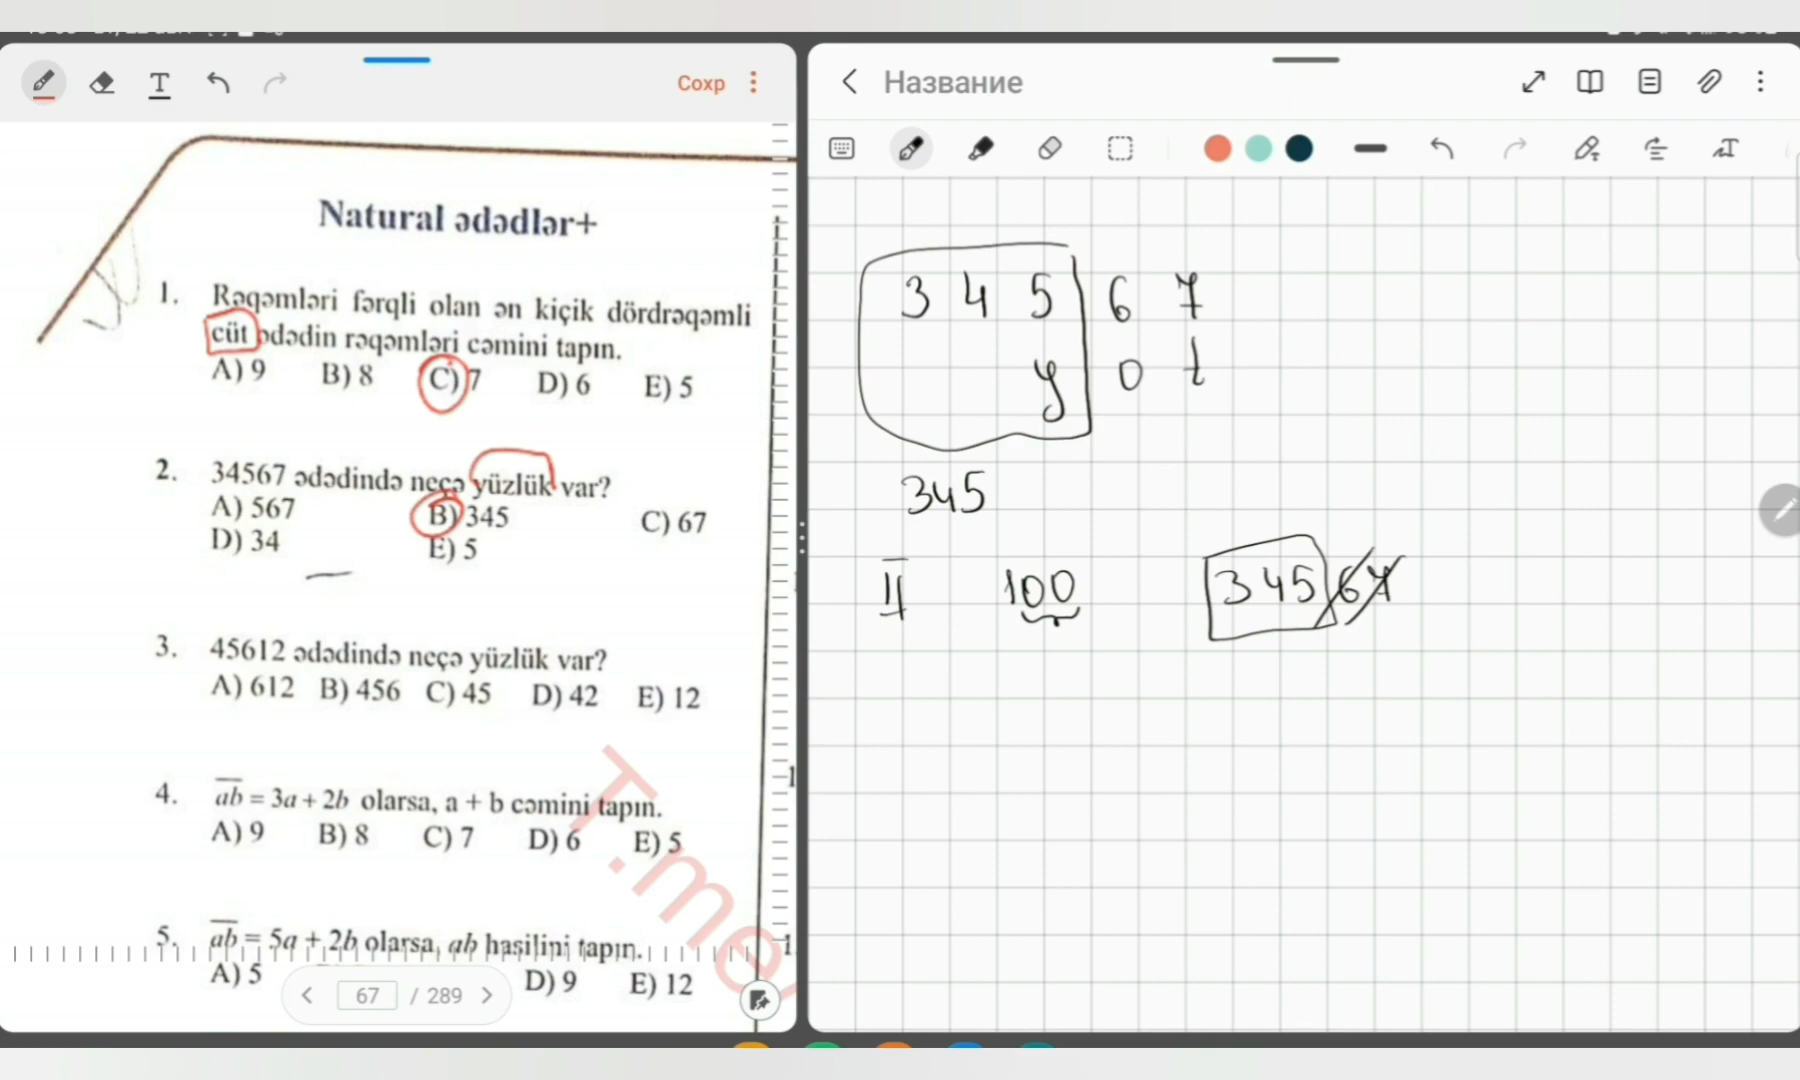 Сохр
Natural ədədlər+
1. Rəqəmləri fərqli olan ən kiçik dördrəqəmli
cüt ədədin rəqəmləri cəmini tapın.
A) 9 B) 8 C) 7 D) 6 E) 5
2. 34567 ədədində neçə yüzlük var?
A) 567 B) 345 C) 67
D) 34 E) 5
3. 45612 ədədində neçə yüzlük var?
A) 612 B) 456 C) 45 D) 42 E) 12
4. ab = 3a + 2b olarsa, a + b cəmini tapın.
A) 9 B) 8 C) 7 D) 6 E) 5
5. ab = 5a + 2b olarsa, ab hasilini tapın.
A) 5 D) 9 E) 12
67 / 289
T.me
Название
3 4 5 6 7
y o t
345
II 100 34567